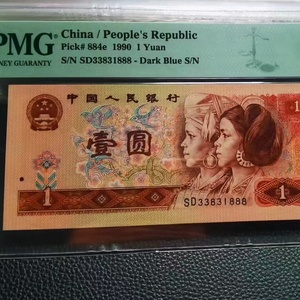 PMG
NEY GUARANTY
China / People's Republic
Pick# 884e 1990 1 Yuan
S/N SD33831888 - Dark Blue S/N
中国人民银行
壹圆
1
1
SD33831888